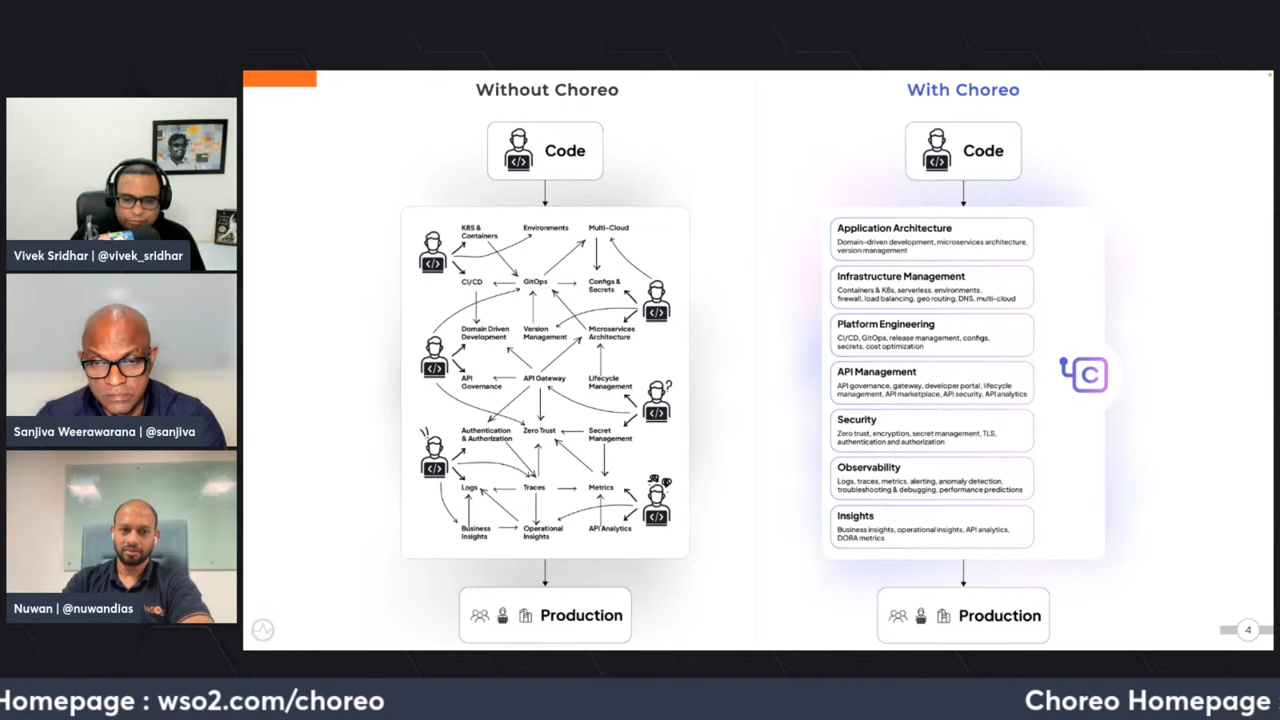 Vivek Sridhar | @vivek_sridhar
Sanjiva Weerawarana | @sanjiva
Nuwan | @nuwandias
Without Choreo
Code
K8S &
Containers
Environments
Multi-Cloud
CI/CD
GitOps
Configs &
Secrets
Domain Driven
Development
Version
Management
Microservices
Architecture
API
Governance
API Gateway
Lifecycle
Management
Authentication
& Authorization
Zero Trust
Secret
Management
Logs
Traces
Metrics
Business
Insights
Operational
Insights
API Analytics
Production
With Choreo
Code
Application Architecture
Domain-driven development, microservices architecture,
version management
Infrastructure Management
Containers & K8s, serverless, environments,
firewall, load balancing, geo routing, DNS, multi-cloud
Platform Engineering
CI/CD, GitOps, release management, configs,
secrets, cost optimization
API Management
API governance, gateway, developer portal, lifecycle
management, API marketplace, API security, API analytics
Security
Zero trust, encryption, secret management, TLS,
authentication and authorization
Observability
Logs, traces, metrics, alerting, anomaly detection,
troubleshooting & debugging, performance predictions
Insights
Business insights, operational insights, API analytics,
DORA metrics
C
Production
4
Homepage : wso2.com/choreo
Choreo Homepage